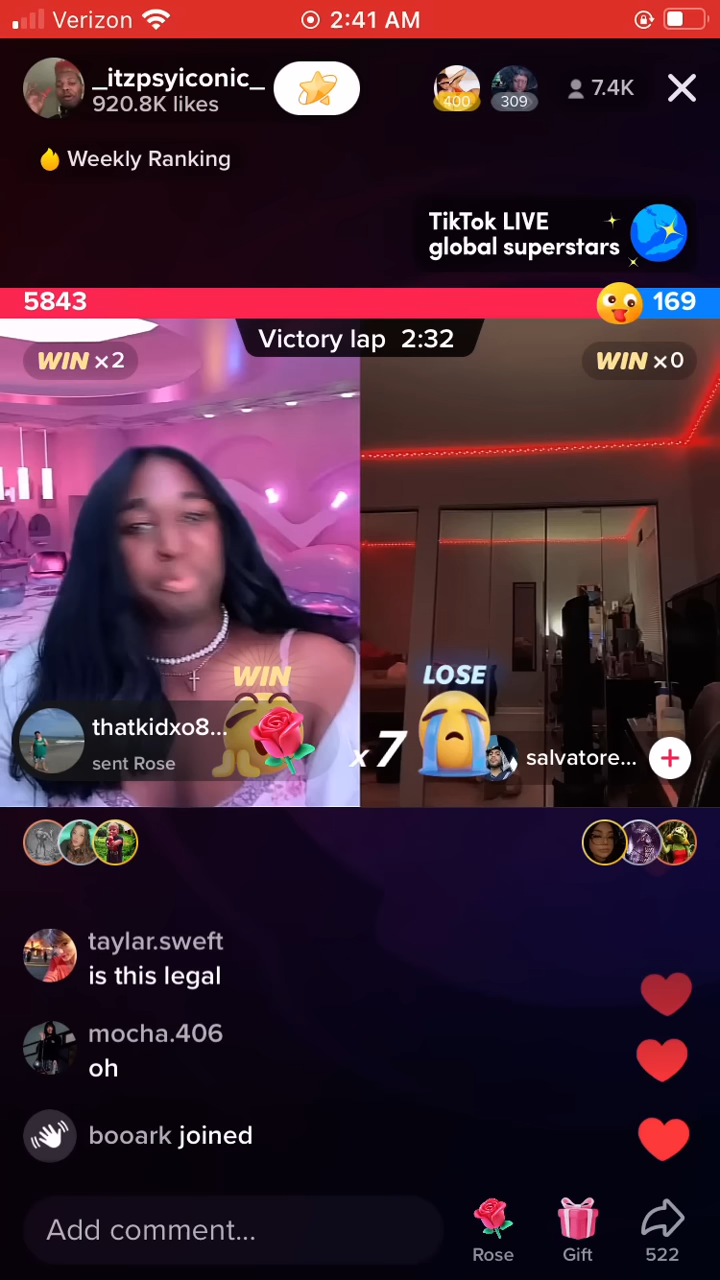 Verizon 2:41 AM
_itzpsyiconic_
920.8K likes
400
309
7.4K
Weekly Ranking
TikTok LIVE
global superstars
5843
169
Victory lap 2:32
WIN x2
WIN x0
WIN
LOSE
thatkidxo8...
sent Rose
x7
salvatore...
taylar.sweft
is this legal
mocha.406
oh
booark joined
Add comment...
Rose
Gift
522